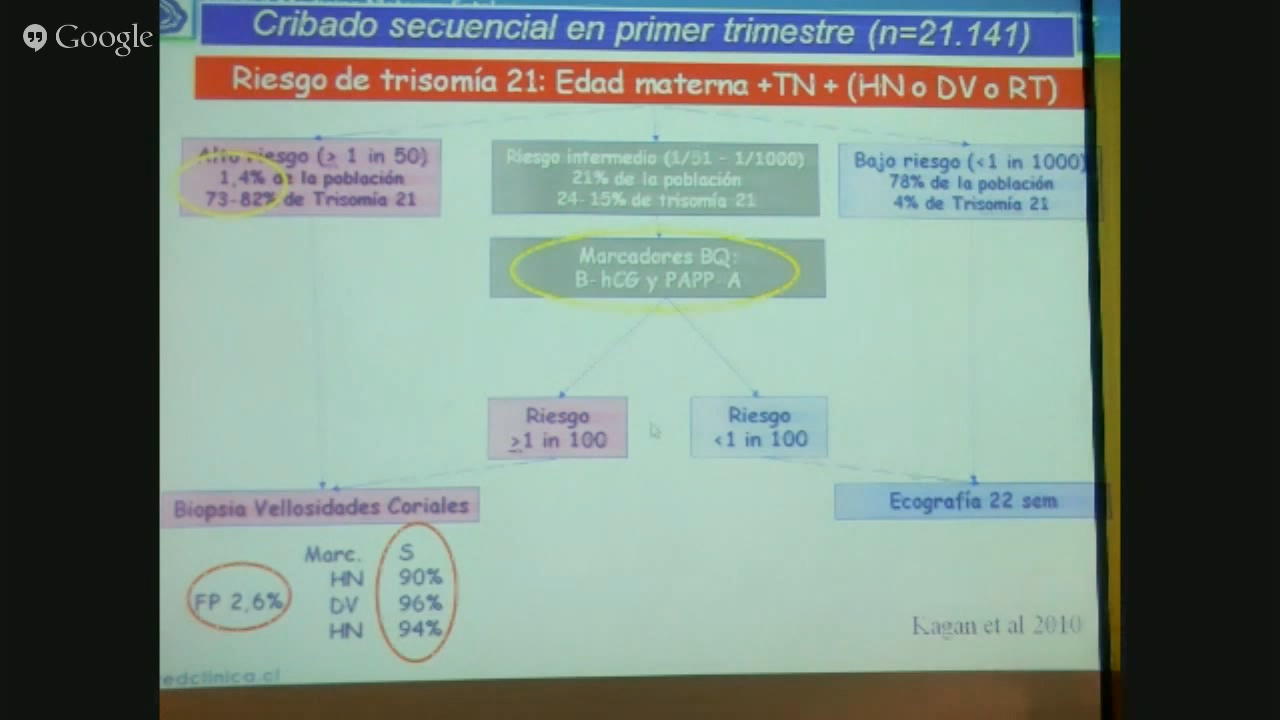 Google
Cribado secuencial en primer trimestre (n=21.141)
Riesgo de trisomía 21: Edad materna +TN + (HN o DV o RT)
Alto riesgo (≥ 1 in 50)
1,4% de la población
73-82% de Trisomía 21
Riesgo intermedio (1/51 - 1/1000)
21% de la población
24-15% de trisomía 21
Bajo riesgo (<1 in 1000)
78% de la población
4% de Trisomía 21
Marcadores BQ:
B-hCG y PAPP-A
Riesgo
≥1 in 100
Riesgo
<1 in 100
Biopsia Vellosidades Coriales
Ecografía 22 sem
Marc. S
HN 90%
FP 2,6%
DV 96%
HN 94%
Kagan et al 2010
edclinica.cl